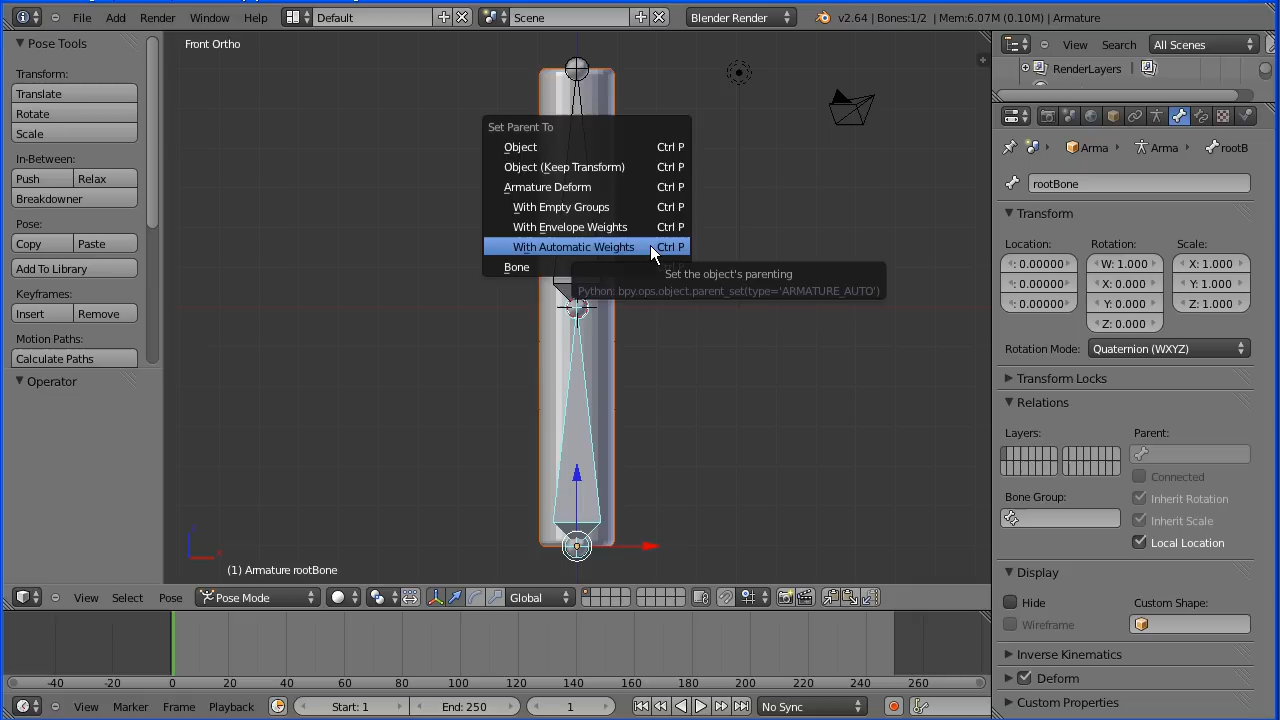 File Add Render Window Help Default Scene Blender Render v2.64 | Bones:1/2 | Mem:6.07M (0.10M) | Armature
Pose Tools
Transform:
Translate
Rotate
Scale
In-Between:
Push Relax
Breakdowner
Pose:
Copy Paste
Add To Library
Keyframes:
Insert Remove
Motion Paths:
Calculate Paths
Operator
Front Ortho
Set Parent To
Object Ctrl P
Object (Keep Transform) Ctrl P
Armature Deform Ctrl P
With Empty Groups Ctrl P
With Envelope Weights Ctrl P
With Automatic Weights Ctrl P
Bone
Set the object's parenting
Python: bpy.ops.object.parent_set(type='ARMATURE_AUTO')
(1) Armature rootBone
View Select Pose Pose Mode Global
-40 -20 0 20 40 60 80 100 120 140 160 180 200 220 240 260
View Marker Frame Playback Start: 1 End: 250 1 No Sync
View Search All Scenes
RenderLayers
Arma Arma rootB
rootBone
Transform
Location: Rotation: Scale:
: 0.00000 W: 1.000 X: 1.000
: 0.00000 X: 0.000 Y: 1.000
: 0.00000 Y: 0.000 Z: 1.000
Z: 0.000
Rotation Mode: Quaternion (WXYZ)
Transform Locks
Relations
Layers: Parent:
Connected
Bone Group: Inherit Rotation
Inherit Scale
Local Location
Display
Hide Custom Shape:
Wireframe
Inverse Kinematics
Deform
Custom Properties